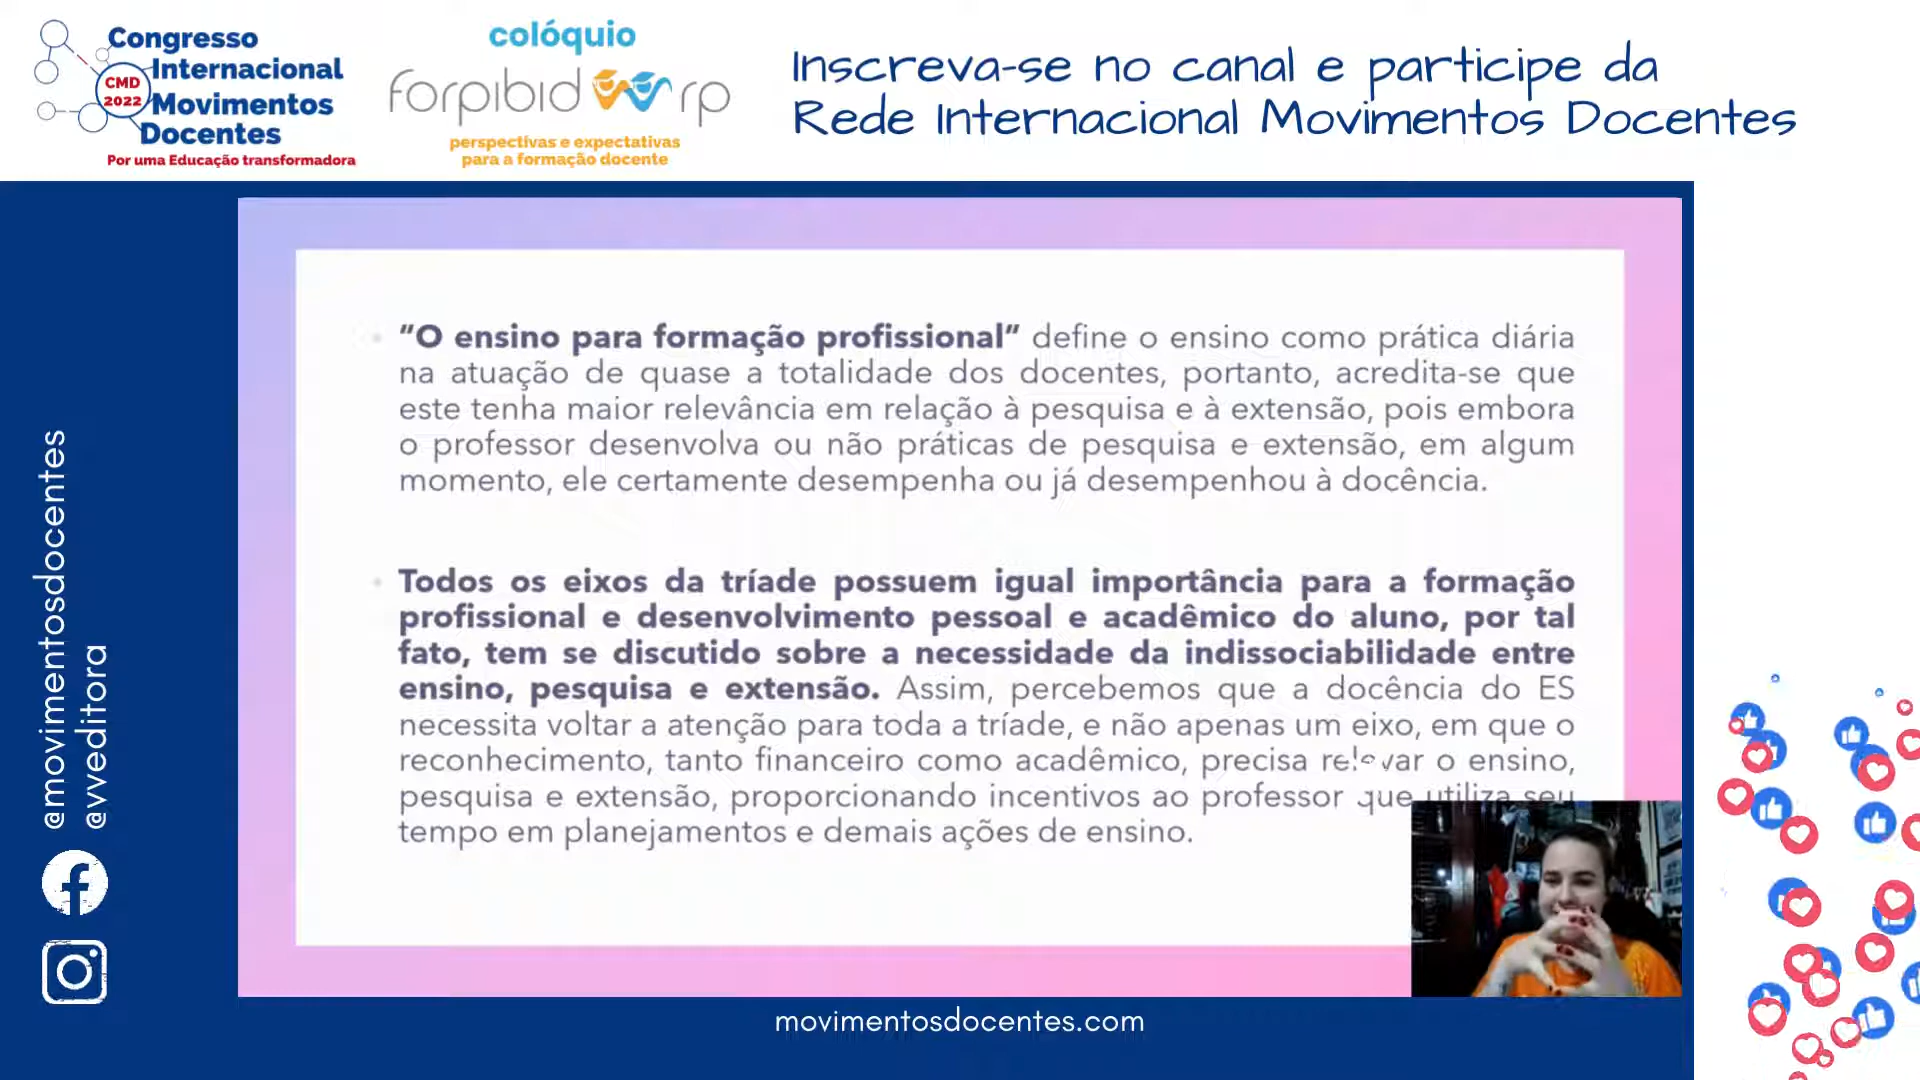 Congresso
Internacional
CMD
2022
Movimentos
Docentes
Por uma Educação transformadora
colóquio
forpibid rp
perspectivas e expectativas
para a formação docente
Inscreva-se no canal e participe da
Rede Internacional Movimentos Docentes
"O ensino para formação profissional" define o ensino como prática diária
na atuação de quase a totalidade dos docentes, portanto, acredita-se que
este tenha maior relevância em relação à pesquisa e à extensão, pois embora
o professor desenvolva ou não práticas de pesquisa e extensão, em algum
momento, ele certamente desempenha ou já desempenhou à docência.
Todos os eixos da tríade possuem igual importância para a formação
profissional e desenvolvimento pessoal e acadêmico do aluno, por tal
fato, tem se discutido sobre a necessidade da indissociabilidade entre
ensino, pesquisa e extensão. Assim, percebemos que a docência do ES
necessita voltar a atenção para toda a tríade, e não apenas um eixo, em que o
reconhecimento, tanto financeiro como acadêmico, precisa relevar o ensino,
pesquisa e extensão, proporcionando incentivos ao professor que utiliza seu
tempo em planejamentos e demais ações de ensino.
@movimentosdocentes
@vveditora
movimentosdocentes.com